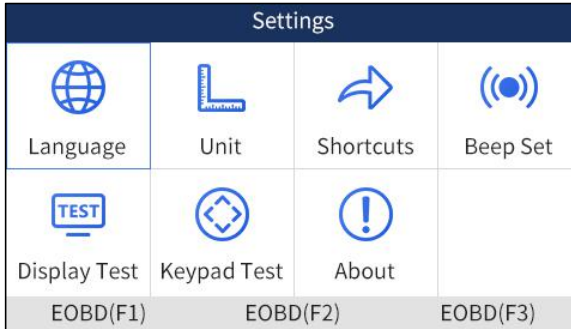 Settings
Language Unit Shortcuts Beep Set
TEST
Display Test Keypad Test About
EOBD(F1) EOBD(F2) EOBD(F3)